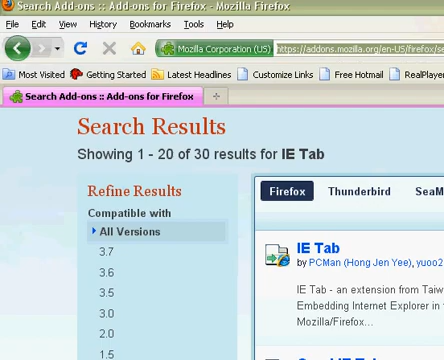 Search Add-ons :: Add-ons for Firefox - Mozilla Firefox
File Edit View History Bookmarks Tools Help
Mozilla Corporation (US) https://addons.mozilla.org/en-US/firefox/se
Most Visited Getting Started Latest Headlines Customize Links Free Hotmail RealPlayer
Search Add-ons :: Add-ons for Firefox
Search Results
Showing 1 - 20 of 30 results for IE Tab
Refine Results
Firefox Thunderbird SeaM
Compatible with
All Versions
3.7
IE Tab
by PCMan (Hong Jen Yee), yuoo2
3.6
3.5
IE Tab - an extension from Taiw
3.0
Embedding Internet Explorer in
2.0
Mozilla/Firefox...
1.5